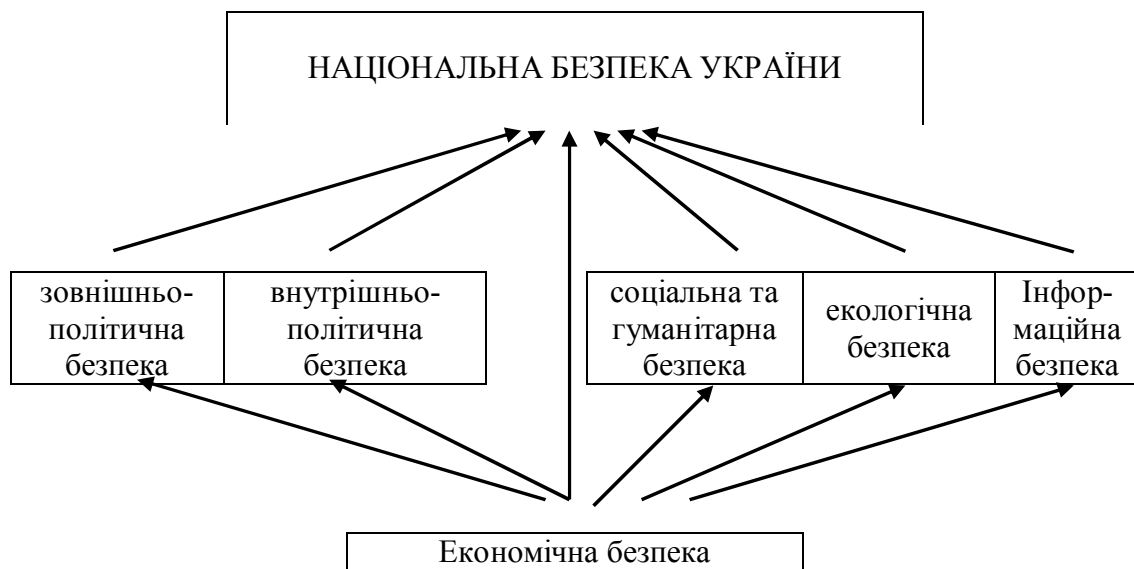 НАЦІОНАЛЬНА БЕЗПЕКА УКРАЇНИ
зовнішньо-
політична
безпека
внутрішньо-
політична
безпека
соціальна та
гуманітарна
безпека
екологічна
безпека
Інфор-
маційна
безпека
Економічна безпека